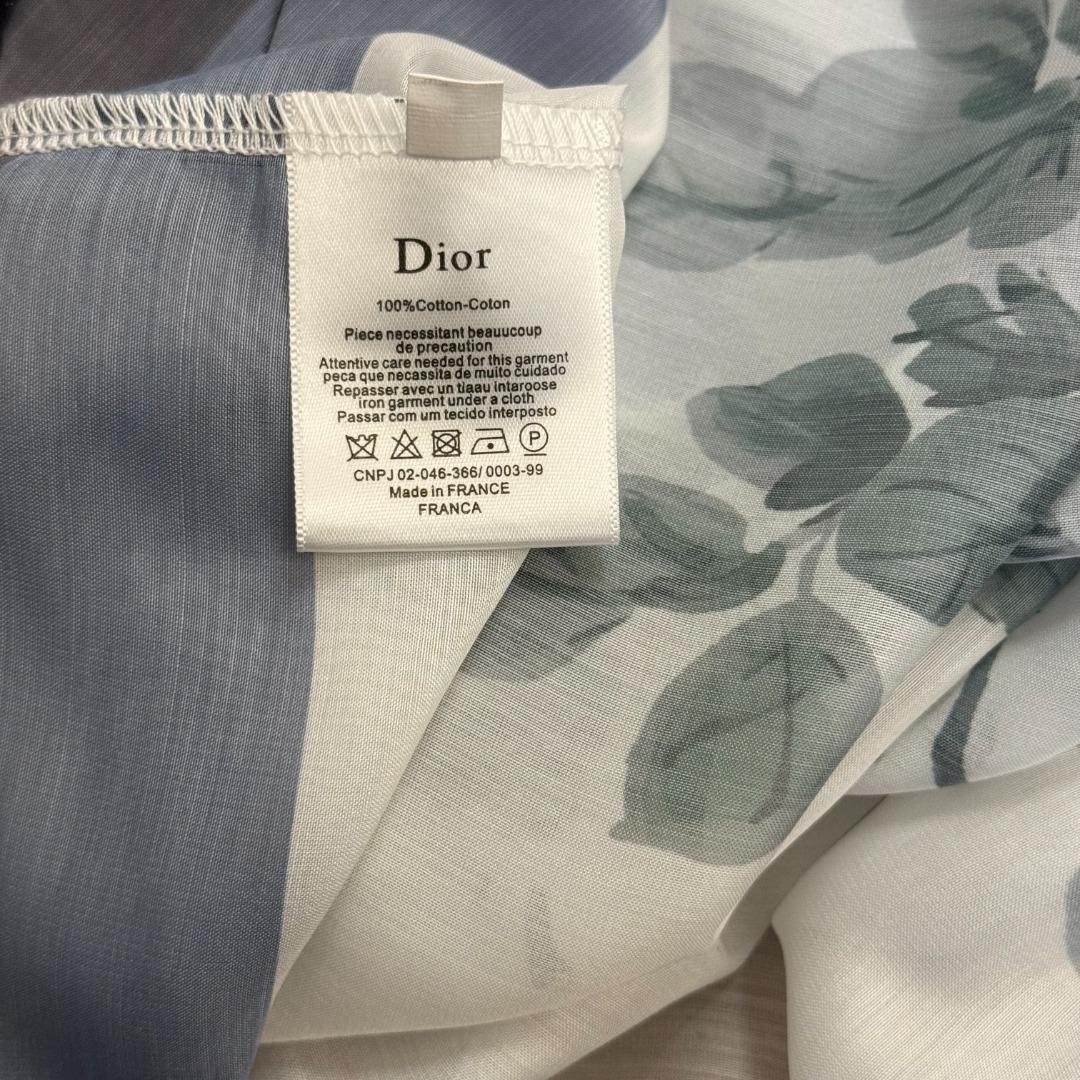 Dior
100%Cotton-Coton
Piece necessitant beauucoup
de precaution
Attentive care needed for this garment
peca que necassita de muito cuidado
Repasser avec un tiaau intaroose
iron garment under a cloth
Passar com um tecido interposto
P
CNPJ 02-046-366/ 0003-99
Made in FRANCE
FRANCA